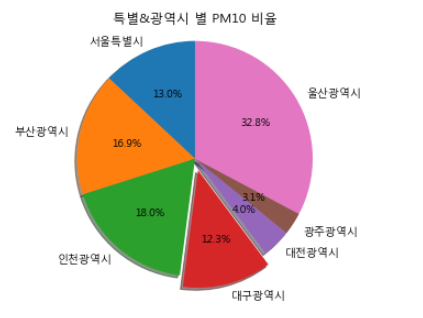 특별&광역시 별 PM10 비율
서울특별시
13.0%
울산광역시
32.8%
부산광역시
16.9%
3.1%
4.0%
18.0%
12.3%
광주광역시
대전광역시
인천광역시
대구광역시